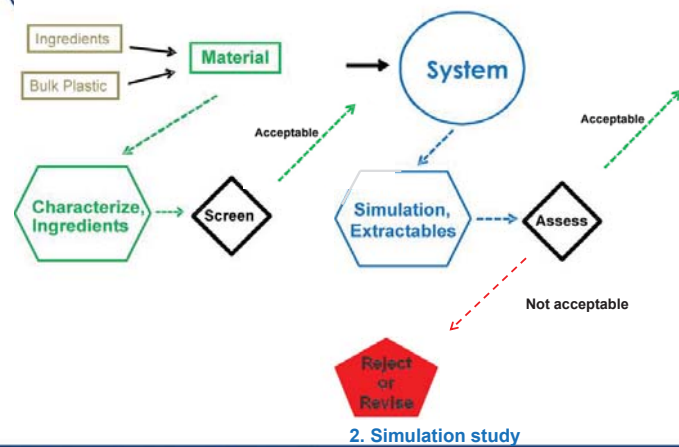 Ingredients
Bulk Plastic
Material
System
Acceptable
Acceptable
Characterize,
Ingredients
Screen
Simulation,
Extractables
Assess
Not acceptable
Reject
or
Revise
2. Simulation study